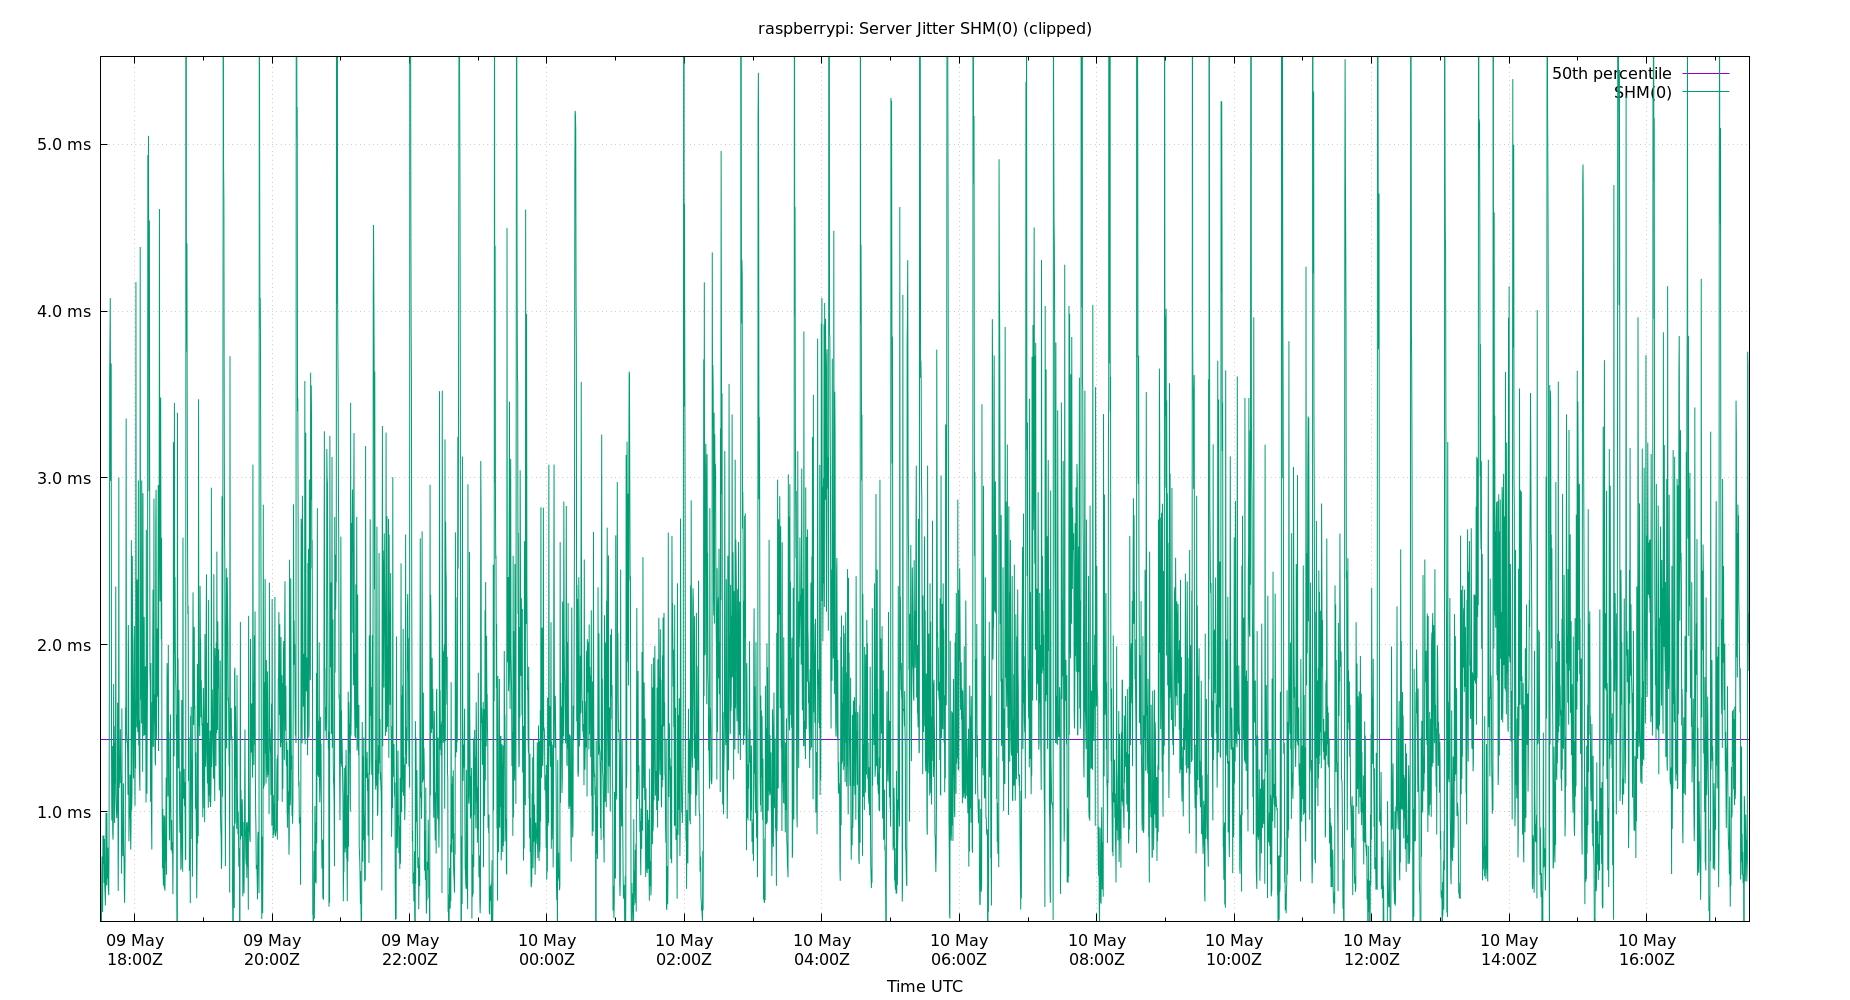 raspberrypi: Server Jitter SHM(0) (clipped)
50th percentile
SHM(0)
5.0 ms
4.0 ms
3.0 ms
2.0 ms
1.0 ms
09 May 09 May 09 May 10 May 10 May 10 May 10 May 10 May 10 May 10 May 10 May 10 May
18:00Z 20:00Z 22:00Z 00:00Z 02:00Z 04:00Z 06:00Z 08:00Z 10:00Z 12:00Z 14:00Z 16:00Z
Time UTC